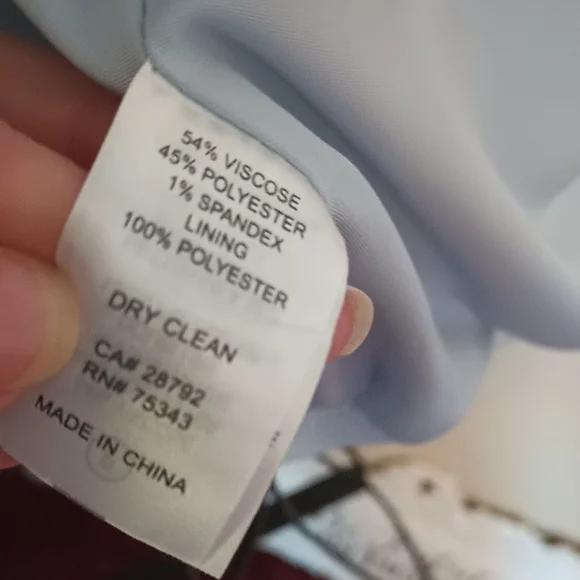 54% VISCOSE
45% POLYESTER
1% SPANDEX
LINING
100% POLYESTER
DRY CLEAN
CA# 28792
RN# 75343
MADE IN CHINA